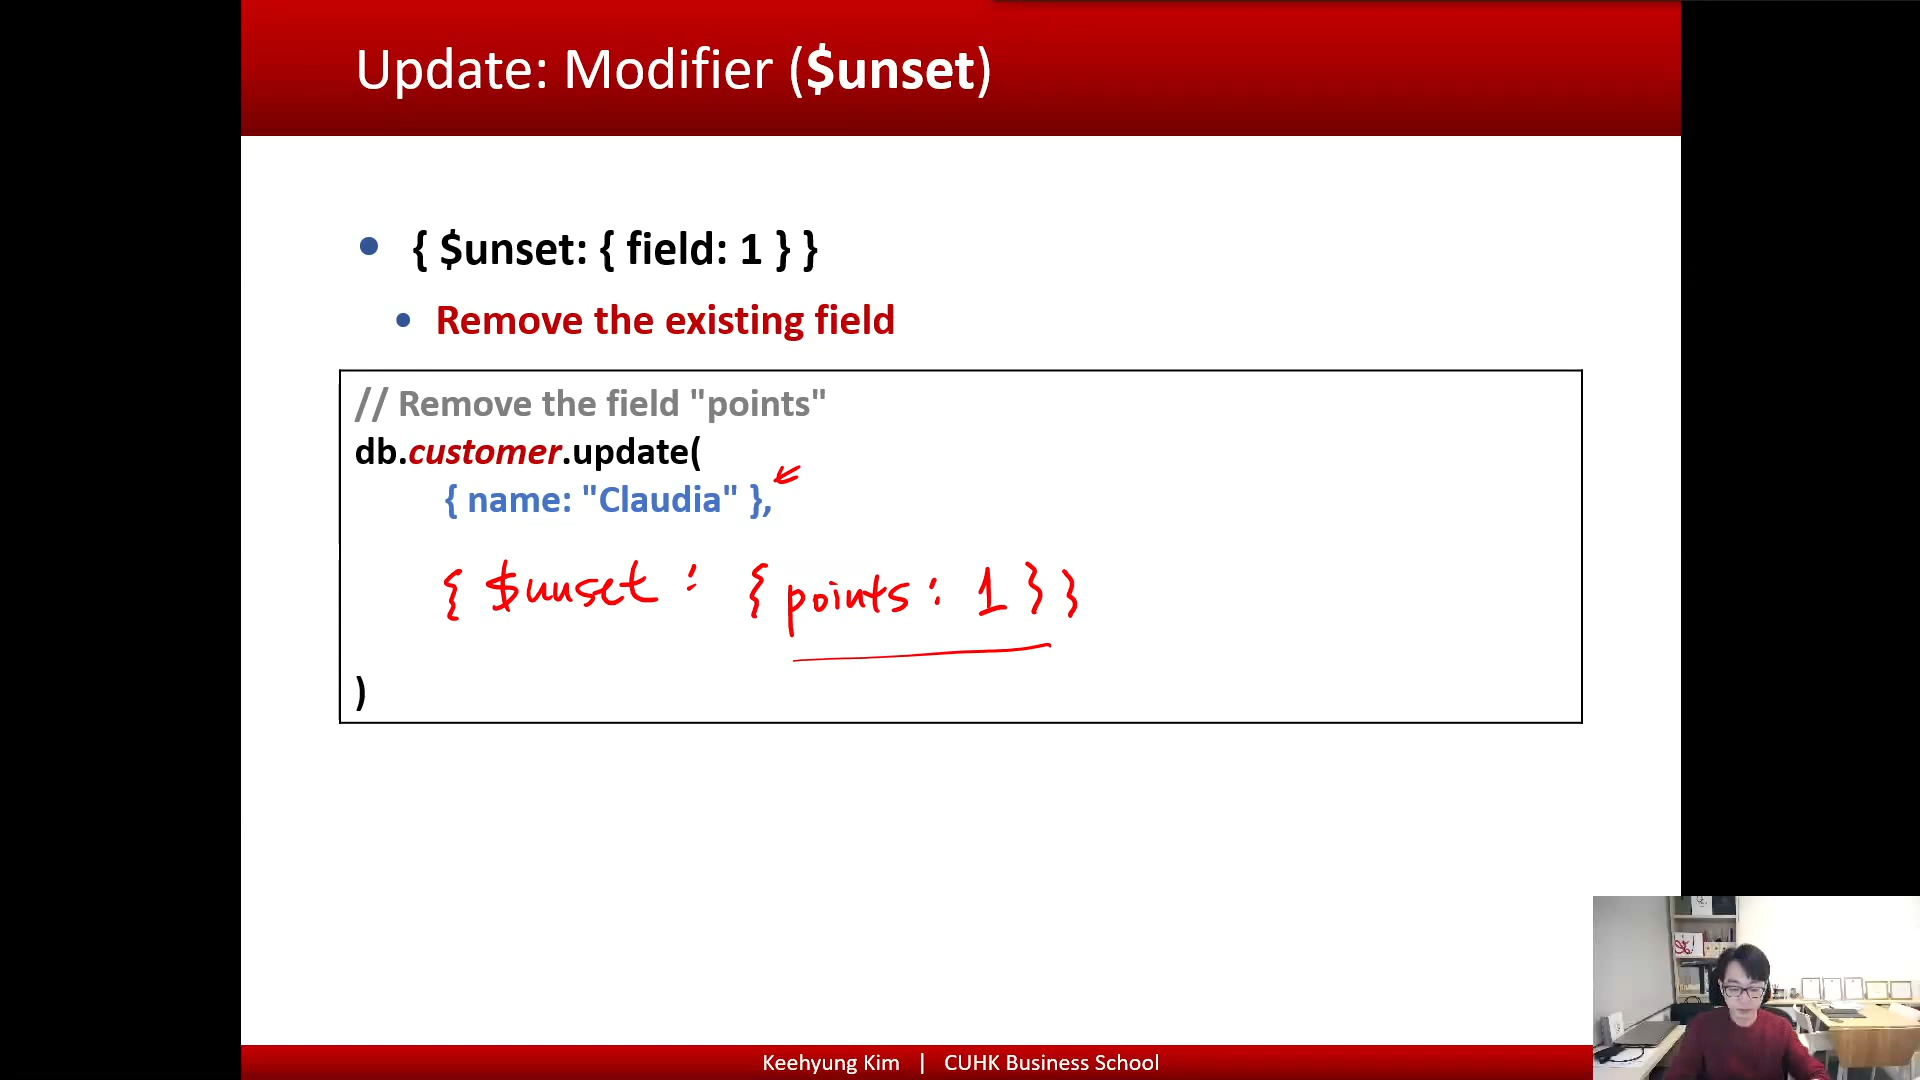 Update: Modifier ($unset)
• { $unset: { field: 1 } }
• Remove the existing field
// Remove the field "points"
db.customer.update(
{ name: "Claudia" },
{ $unset : { points : 1 } }
)
Keehyung Kim | CUHK Business School